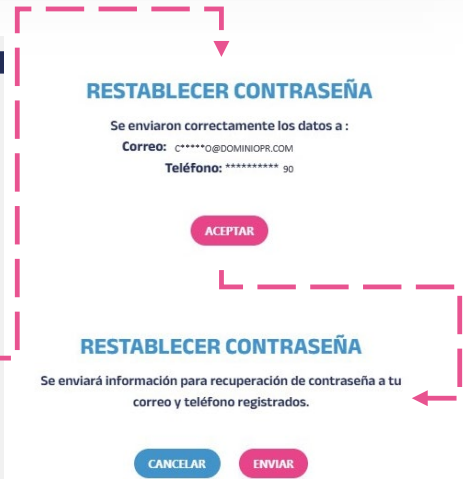 RESTABLECER CONTRASEÑA
Se enviaron correctamente los datos a :
Correo: C*****O@DOMINIOPR.COM
Teléfono: ********** 90
ACEPTAR
RESTABLECER CONTRASEÑA
Se enviará información para recuperación de contraseña a tu
correo y teléfono registrados.
CANCELAR ENVIAR